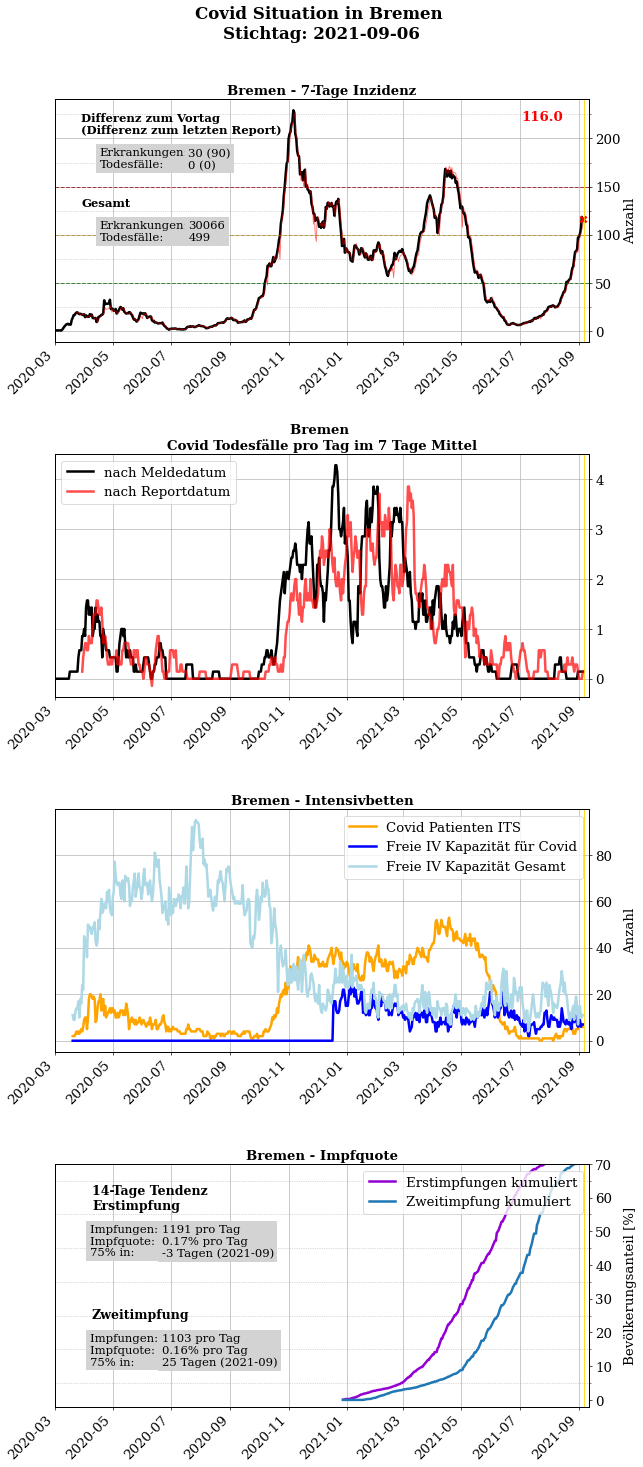 Covid Situation in Bremen
Stichtag: 2021-09-06
Bremen - 7-Tage Inzidenz
Differenz zum Vortag
(Differenz zum letzten Report)
Erkrankungen 30 (90)
Todesfälle: 0 (0)
Gesamt
Erkrankungen 30066
Todesfälle: 499
116.0
200
150
100
50
0
Anzahl
2020-03 2020-05 2020-07 2020-09 2020-11 2021-01 2021-03 2021-05 2021-07 2021-09
Bremen
Covid Todesfälle pro Tag im 7 Tage Mittel
nach Meldedatum
nach Reportdatum
4
3
2
1
0
2020-03 2020-05 2020-07 2020-09 2020-11 2021-01 2021-03 2021-05 2021-07 2021-09
Bremen - Intensivbetten
Covid Patienten ITS
Freie IV Kapazität für Covid
Freie IV Kapazität Gesamt
80
60
40
20
0
Anzahl
2020-03 2020-05 2020-07 2020-09 2020-11 2021-01 2021-03 2021-05 2021-07 2021-09
Bremen - Impfquote
14-Tage Tendenz
Erstimpfung
Impfungen: 1191 pro Tag
Impfquote: 0.17% pro Tag
75% in: -3 Tagen (2021-09)
Zweitimpfung
Impfungen: 1103 pro Tag
Impfquote: 0.16% pro Tag
75% in: 25 Tagen (2021-09)
Erstimpfungen kumuliert
Zweitimpfung kumuliert
70
60
50
40
30
20
10
0
Bevölkerungsanteil [%]
2020-03 2020-05 2020-07 2020-09 2020-11 2021-01 2021-03 2021-05 2021-07 2021-09